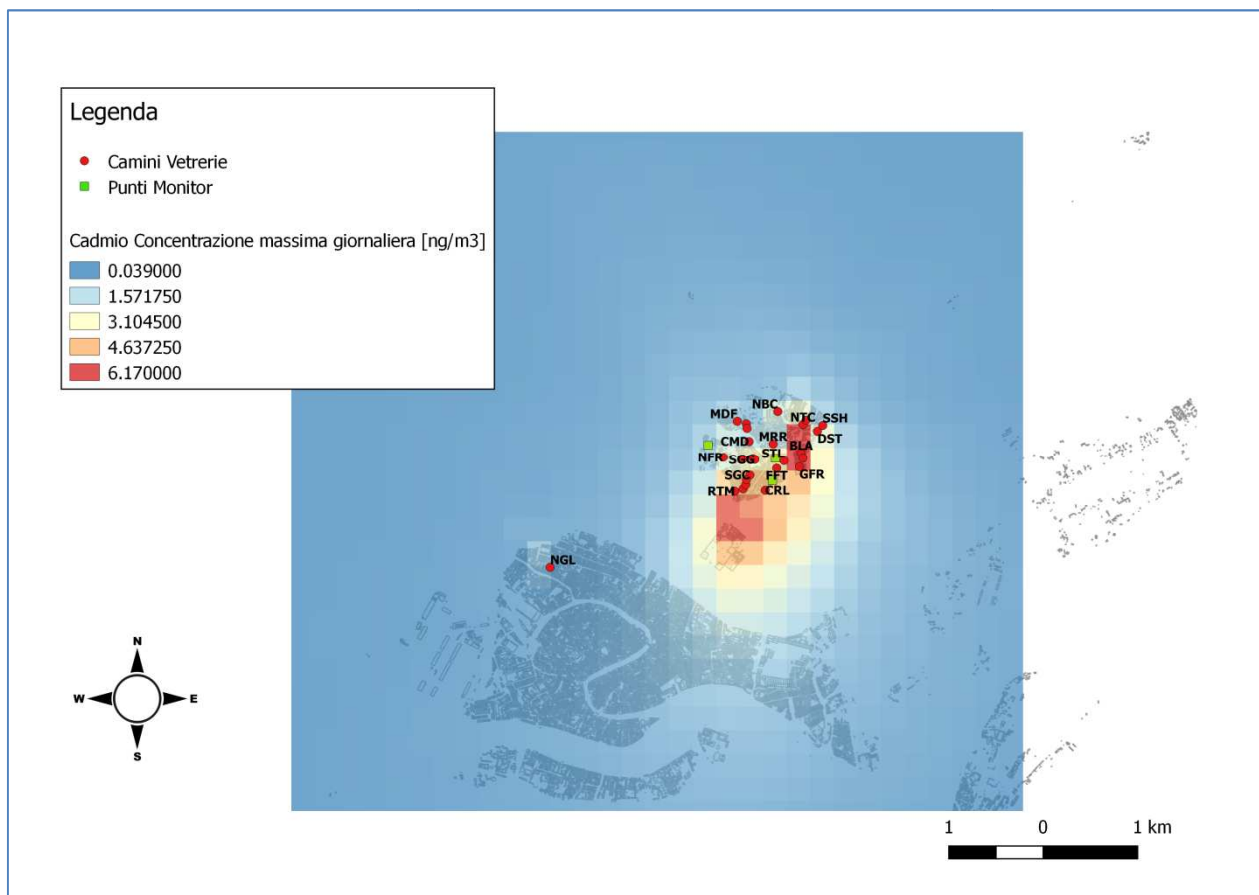 Legenda
Camini Vetrerie
Punti Monitor
Cadmio Concentrazione massima giornaliera [ng/m3]
0.039000
1.571750
3.104500
4.637250
6.170000
NBC
MDF
NTC
SSH
DST
CMD
MRR
BLA
NFR
SGG
STL
SGC
FFT
GFR
RTM
CRL
NGL
N
W
E
S
1
0
1 km